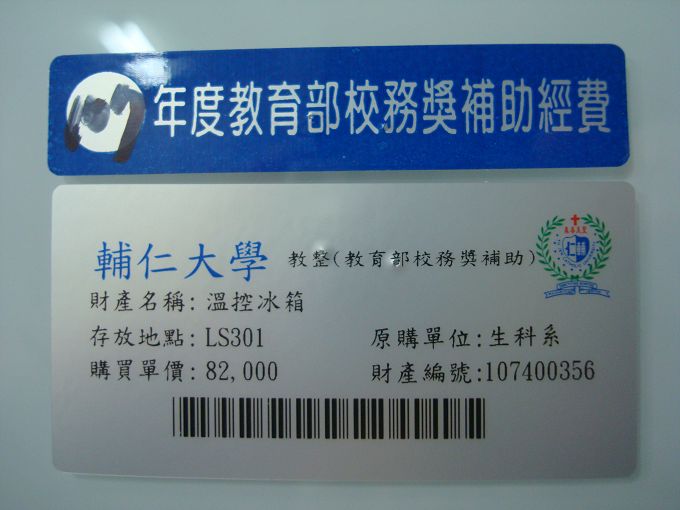 107年度教育部校務獎補助經費
輔仁大學 教整(教育部校務獎補助)
財產名稱: 溫控冰箱
存放地點: LS301 原購單位: 生科系
購買單價: 82,000 財產編號:107400356